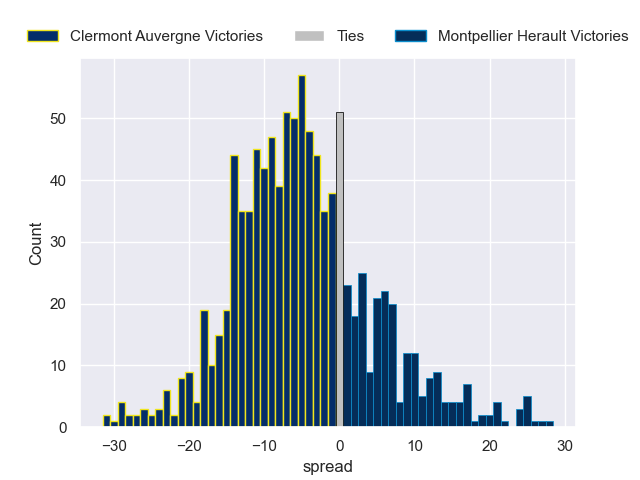 Clermont Auvergne Victories Ties Montpellier Herault Victories
Count
50
40
30
20
10
0
−30 −20 −10 0 10 20 30
spread